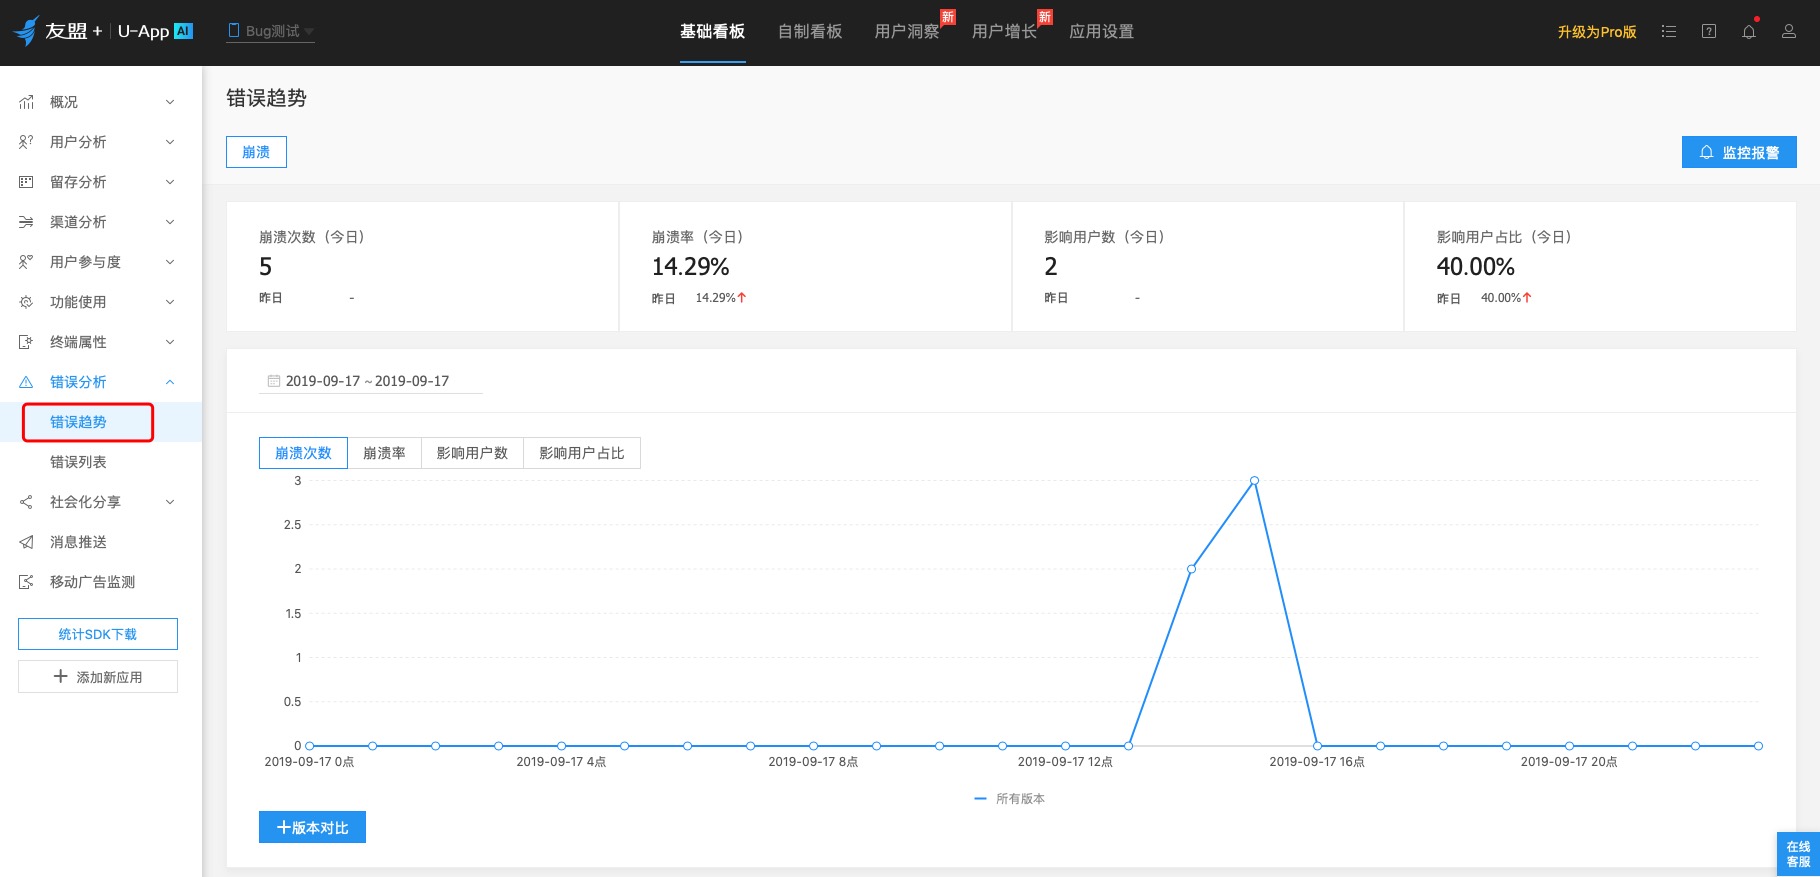 友盟+ U-App AI
Bug测试
基础看板 自制看板 用户洞察 新 用户增长 新 应用设置
升级为Pro版
概况
用户分析
留存分析
渠道分析
用户参与度
功能使用
终端属性
错误分析
错误趋势
错误列表
社会化分享
消息推送
移动广告监测
统计SDK下载
添加新应用
错误趋势
崩溃
监控报警
崩溃次数（今日）
5
昨日 -
崩溃率（今日）
14.29%
昨日 14.29%↑
影响用户数（今日）
2
昨日 -
影响用户占比（今日）
40.00%
昨日 40.00%↑
2019-09-17 ~ 2019-09-17
崩溃次数 崩溃率 影响用户数 影响用户占比
3
2.5
2
1.5
1
0.5
0
2019-09-17 0点 2019-09-17 4点 2019-09-17 8点 2019-09-17 12点 2019-09-17 16点 2019-09-17 20点
所有版本
+版本对比
在线
客服